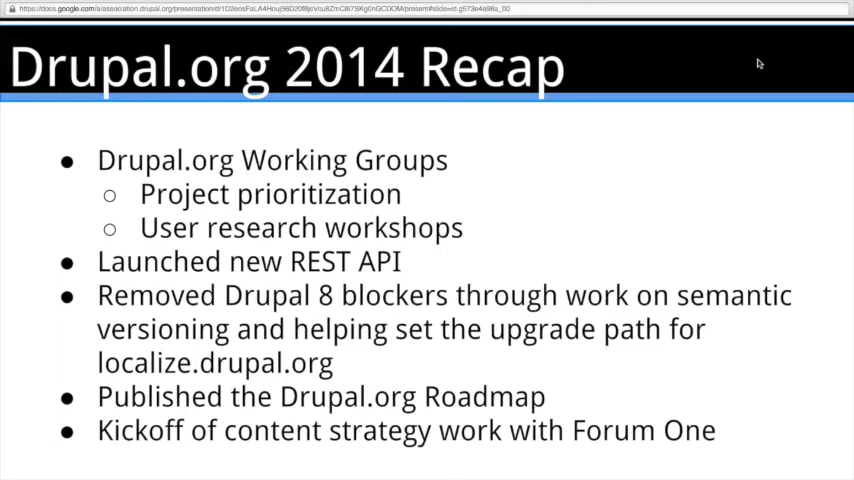 Drupal.org 2014 Recap
● Drupal.org Working Groups
○ Project prioritization
○ User research workshops
● Launched new REST API
● Removed Drupal 8 blockers through work on semantic
versioning and helping set the upgrade path for
localize.drupal.org
● Published the Drupal.org Roadmap
● Kickoff of content strategy work with Forum One